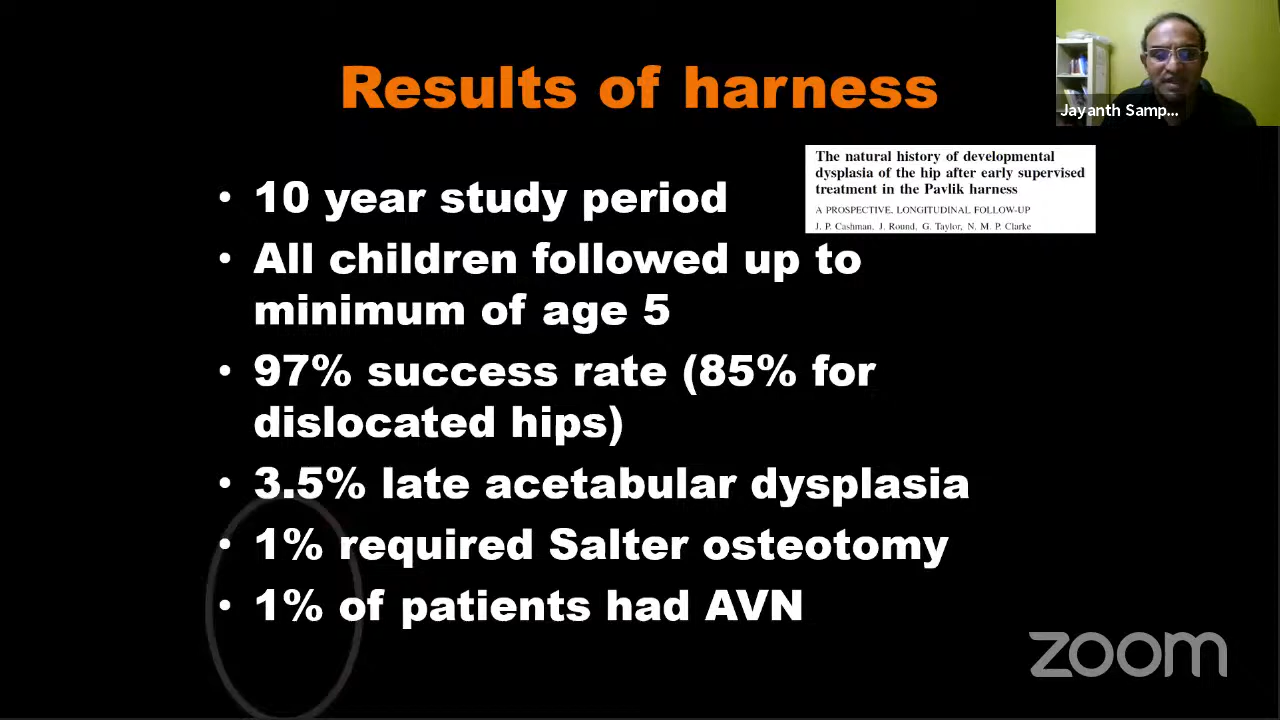 Results of harness
Jayanth Samp...
The natural history of developmental
dysplasia of the hip after early supervised
treatment in the Pavlik harness
A PROSPECTIVE, LONGITUDINAL FOLLOW-UP
J. P. Cashman, J. Round, G. Taylor, N. M. P. Clarke
• 10 year study period
• All children followed up to
minimum of age 5
• 97% success rate (85% for
dislocated hips)
• 3.5% late acetabular dysplasia
• 1% required Salter osteotomy
• 1% of patients had AVN
zoom